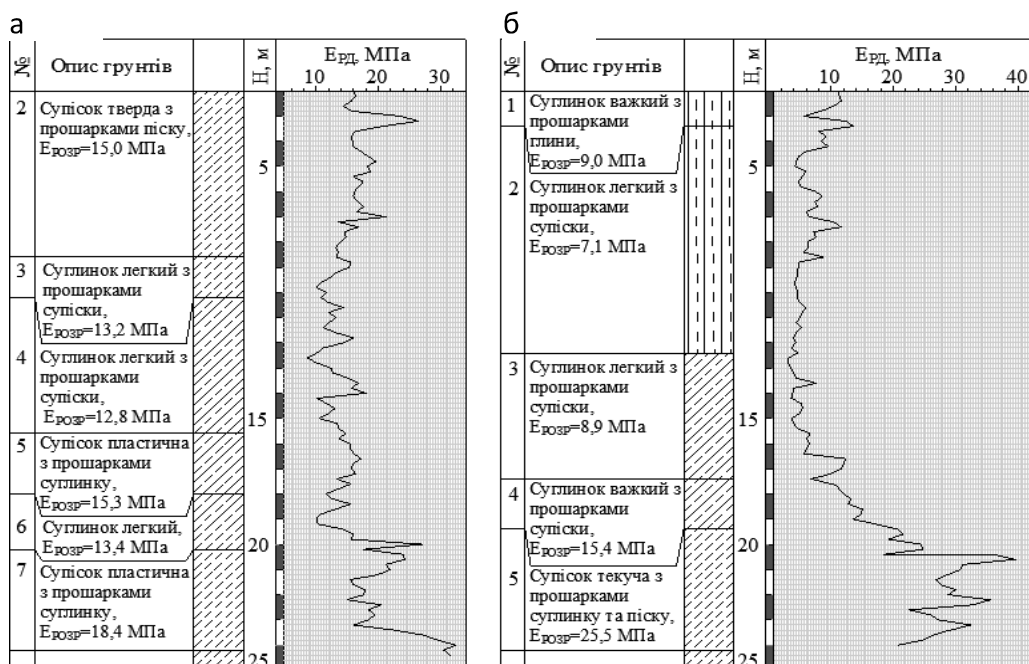 а
№
Опис грунтів
Н, м
ЕРД, МПа
10 20 30
2
Супісок тверда з
прошарками піску,
ЕРОЗР=15,0 МПа
5
3
Суглинок легкий з
прошарками
супіски,
ЕРОЗР=13,2 МПа
4
Суглинок легкий з
прошарками
супіски,
ЕРОЗР=12,8 МПа
15
5
Супісок пластична
з прошарками
суглинку,
ЕРОЗР=15,3 МПа
6
Суглинок легкий,
ЕРОЗР=13,4 МПа
20
7
Супісок пластична
з прошарками
суглинку,
ЕРОЗР=18,4 МПа
25
б
№
Опис грунтів
Н, м
ЕРД, МПа
10 20 30 40
1
Суглинок важкий з
прошарками
глини,
ЕРОЗР=9,0 МПа
5
2
Суглинок легкий з
прошарками
супіски,
ЕРОЗР=7,1 МПа
3
Суглинок легкий з
прошарками
супіски,
ЕРОЗР=8,9 МПа
15
4
Суглинок важкий з
прошарками
супіски,
ЕРОЗР=15,4 МПа
20
5
Супісок текуча з
прошарками
суглинку та піску,
ЕРОЗР=25,5 МПа
25